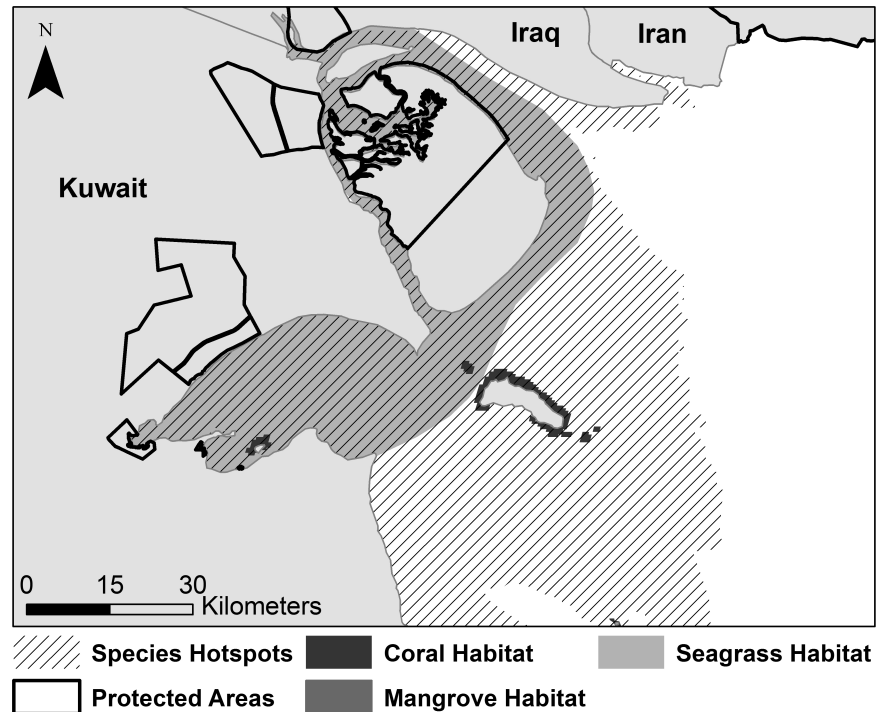 N
Iraq
Iran
Kuwait
0 15 30
Kilometers
Species Hotspots
Coral Habitat
Seagrass Habitat
Protected Areas
Mangrove Habitat